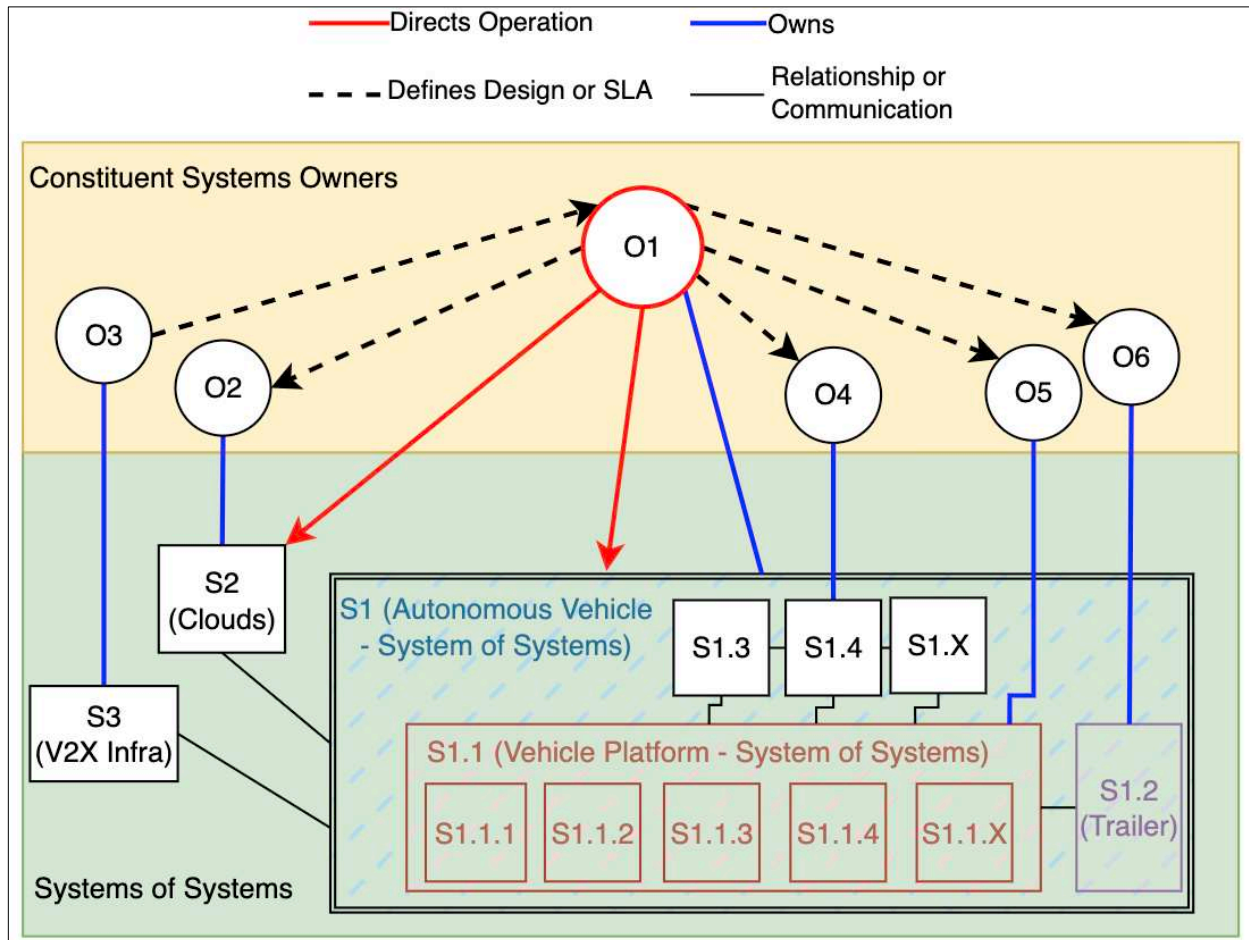 Directs Operation
Owns
Defines Design or SLA
Relationship or
Communication
Constituent Systems Owners
O1
O3
O2
O4
O5
O6
S2
(Clouds)
S1 (Autonomous Vehicle
- System of Systems)
S1.3
S1.4
S1.X
S3
(V2X Infra)
S1.1 (Vehicle Platform - System of Systems)
S1.1.1
S1.1.2
S1.1.3
S1.1.4
S1.1.X
S1.2
(Trailer)
Systems of Systems